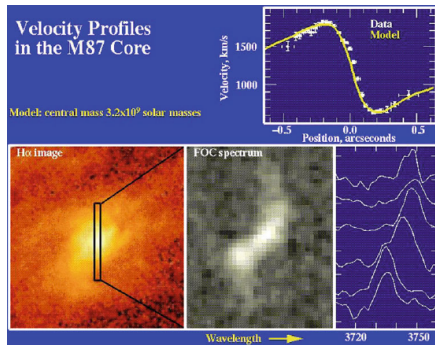 Velocity Profiles
in the M87 Core
Model: central mass 3.2x10⁹ solar masses
Velocity, km/s
1500
1000
Data
Model
−0.5
0.0
0.5
Position, arcseconds
Hα image
FOC spectrum
Wavelength
3720
3750